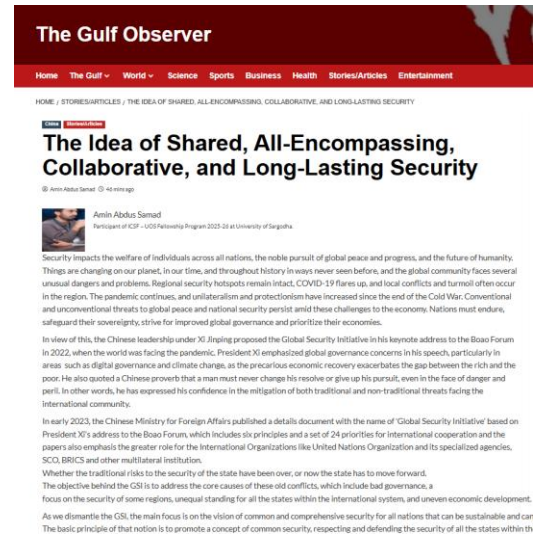 The Gulf Observer
Home The Gulf World Science Sports Business Health Stories/Articles Entertainment
HOME / STORIES/ARTICLES / THE IDEA OF SHARED, ALL-ENCOMPASSING, COLLABORATIVE, AND LONG-LASTING SECURITY
China Stories/Articles
The Idea of Shared, All-Encompassing,
Collaborative, and Long-Lasting Security
Amin Abdus Samad 46 mins ago
Amin Abdus Samad
Participant of ICSF – UOS Fellowship Program 2023-24 at University of Sargodha.
Security impacts the welfare of individuals across all nations, the noble pursuit of global peace and progress, and the future of humanity.
Things are changing on our planet, in our time, and throughout history in ways never seen before, and the global community faces several
unusual dangers and problems. Regional security hotspots remain intact, COVID-19 flares up, and local conflicts and turmoil often occur
in the region. The pandemic continues, and unilateralism and protectionism have increased since the end of the Cold War. Conventional
and unconventional threats to global peace and national security persist amid these challenges to the economy. Nations must endure,
safeguard their sovereignty, strive for improved global governance and prioritize their economies.
In view of this, the Chinese leadership under Xi Jinping proposed the Global Security Initiative in his keynote address to the Boao Forum
in 2022, when the world was facing the pandemic. President Xi emphasized global governance concerns in his speech, particularly in
areas such as digital governance and climate change, as the precarious economic recovery exacerbates the gap between the rich and the
poor. He also quoted a Chinese proverb that a man must never change his resolve or give up his pursuit, even in the face of danger and
peril. In other words, he has expressed his confidence in the mitigation of both traditional and non-traditional threats facing the
international community.
In early 2023, the Chinese Ministry for Foreign Affairs published a details document with the name of 'Global Security Initiative' based on
President Xi's address to the Boao Forum, which includes six principles and a set of 24 priorities for international cooperation and the
papers also emphasis the greater role for the International Organizations like United Nations Organization and its specialized agencies,
SCO, BRICS and other multilateral institution.
Whether the traditional risks to the security of the state have been over, or now the state has to move forward.
The objective behind the GSI is to address the core causes of these old conflicts, which include bad governance, a
focus on the security of some regions, unequal standing for all the states within the international system, and uneven economic development.
As we dismantle the GSI, the main focus is on the vision of common and comprehensive security for all nations that can be sustainable and can
The basic principle of that notion is to promote a concept of common security, respecting and defending the security of all the states within th